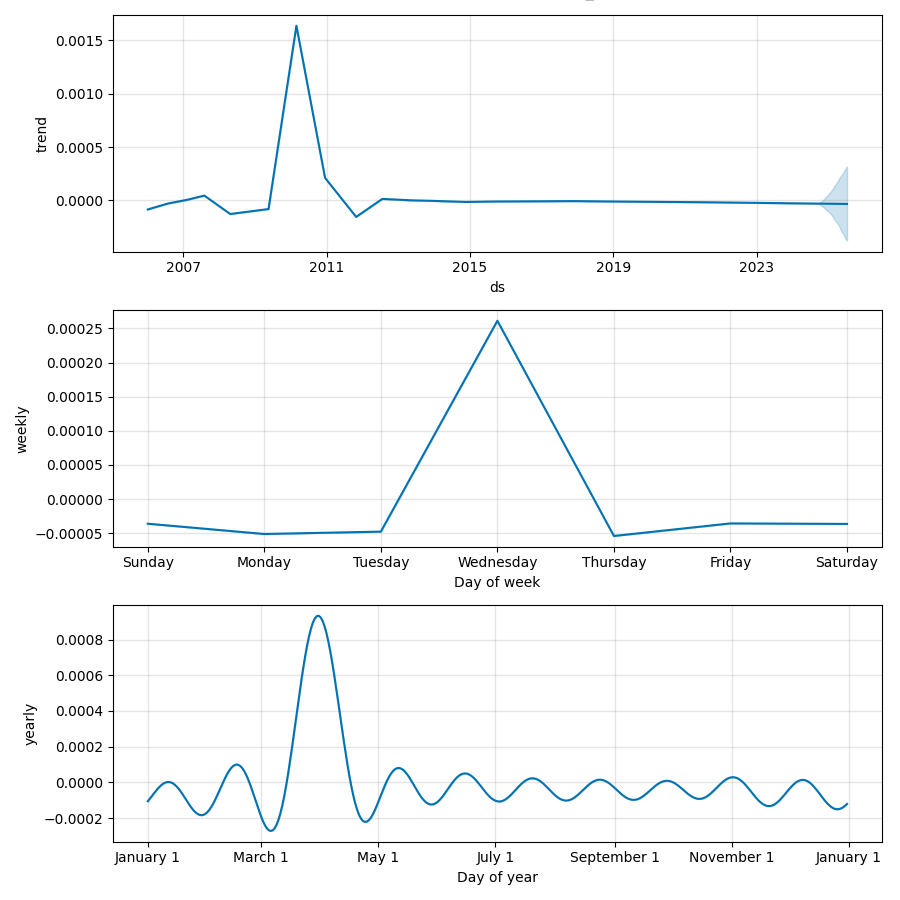 0.0015
0.0010
0.0005
0.0000
trend
2007 2011 2015 2019 2023
ds
0.00025
0.00020
0.00015
0.00010
0.00005
0.00000
−0.00005
weekly
Sunday Monday Tuesday Wednesday Thursday Friday Saturday
Day of week
0.0008
0.0006
0.0004
0.0002
0.0000
−0.0002
yearly
January 1 March 1 May 1 July 1 September 1 November 1 January 1
Day of year